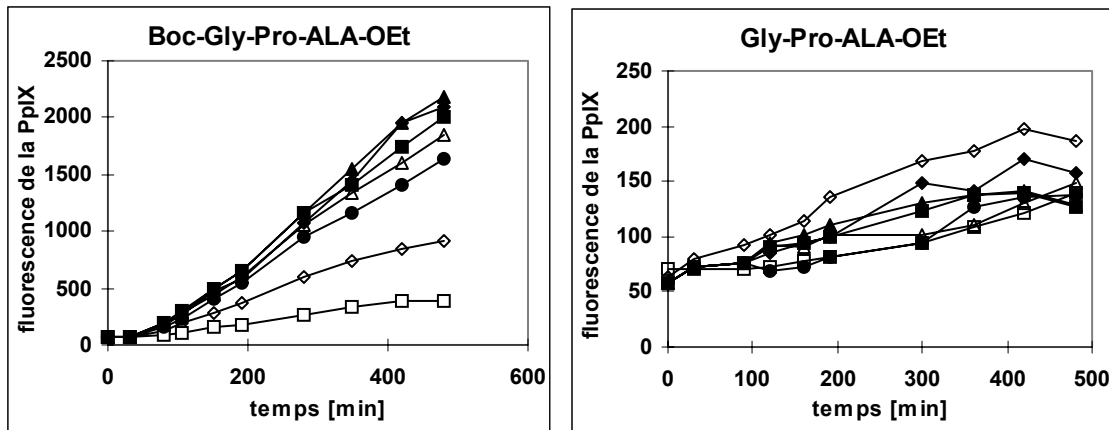 Boc-Gly-Pro-ALA-OEt
fluorescence de la PpIX
2500
2000
1500
1000
500
0
0 200 400 600
temps [min]
Gly-Pro-ALA-OEt
fluorescence de la PpIX
250
200
150
100
50
0
0 100 200 300 400 500
temps [min]